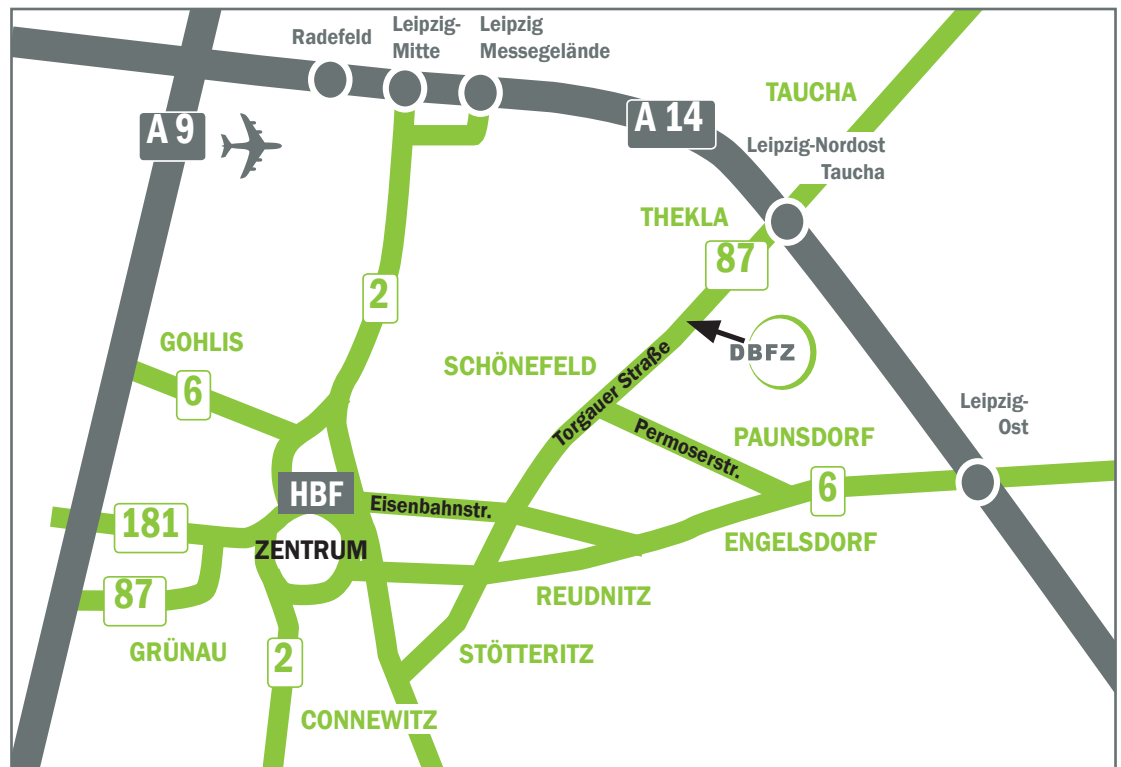 Radefeld
Leipzig-
Mitte
Leipzig
Messegelände
TAUCHA
A 9
A 14
Leipzig-Nordost
Taucha
THEKLA
87
2
GOHLIS
6
SCHÖNEFELD
DBFZ
Torgauer Straße
Leipzig-
Ost
Permoserstr.
PAUNSDORF
6
HBF
Eisenbahnstr.
181
ZENTRUM
ENGELSDORF
87
REUDNITZ
GRÜNAU
2
STÖTTERITZ
CONNEWITZ